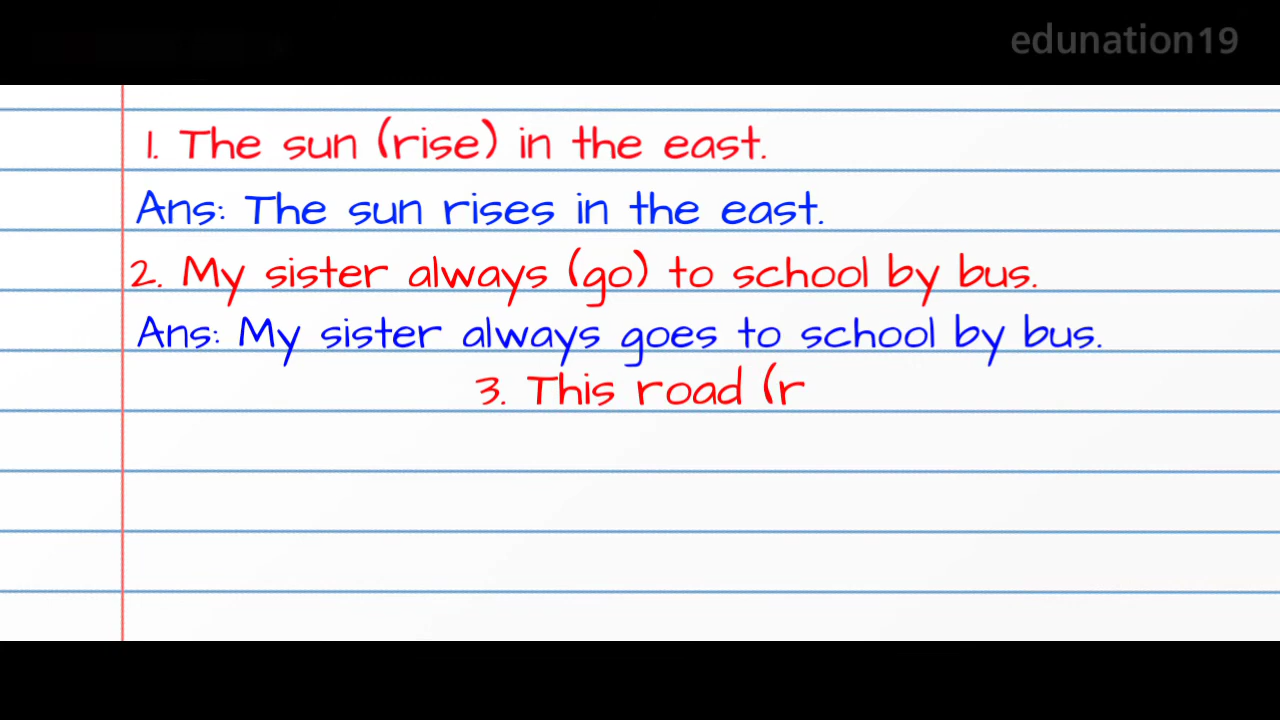 edunation19
1. The sun (rise) in the east.
Ans: The sun rises in the east.
2. My sister always (go) to school by bus.
Ans: My sister always goes to school by bus.
3. This road (r